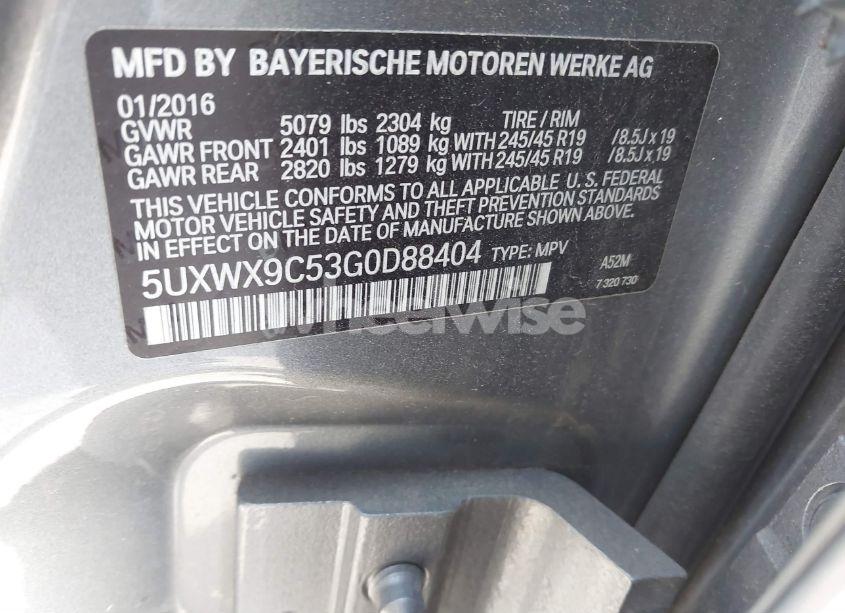 MFD BY BAYERISCHE MOTOREN WERKE AG
01/2016 TIRE / RIM
GVWR 5079 lbs 2304 kg
GAWR FRONT 2401 lbs 1089 kg WITH 245/45 R19 /8.5J x 19
GAWR REAR 2820 lbs 1279 kg WITH 245/45 R19 /8.5J x 19
THIS VEHICLE CONFORMS TO ALL APPLICABLE U. S. FEDERAL
MOTOR VEHICLE SAFETY AND THEFT PREVENTION STANDARDS
IN EFFECT ON THE DATE OF MANUFACTURE SHOWN ABOVE.
5UXWX9C53G0D88404 TYPE: MPV A52M
7 320 730
wheelwise